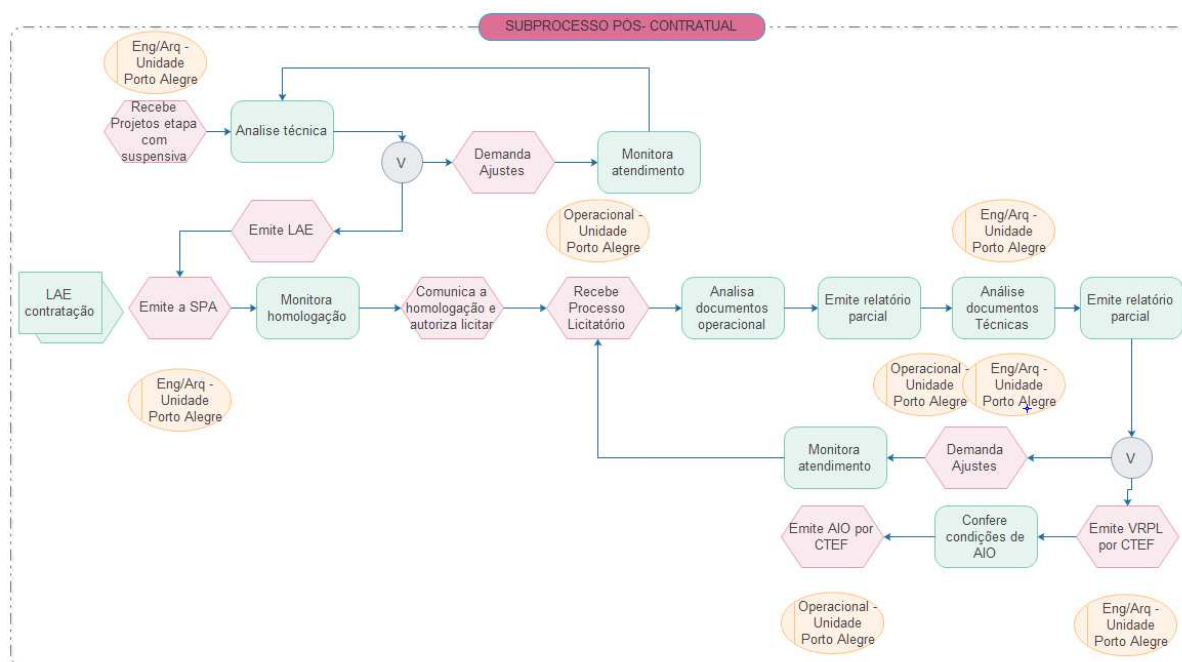 SUBPROCESSO PÓS- CONTRATUAL
Eng/Arq -
Unidade
Porto Alegre
Recebe
Projetos etapa
com
suspensiva
Analise técnica
V
Demanda
Ajustes
Monitora
atendimento
Emite LAE
Operacional -
Unidade
Porto Alegre
Eng/Arq -
Unidade
Porto Alegre
LAE
contratação
Emite a SPA
Monitora
homologação
Comunica a
homologação e
autoriza licitar
Recebe
Processo
Licitatório
Analisa
documentos
operacional
Emite relatório
parcial
Análise
documentos
Técnicas
Emite relatório
parcial
Eng/Arq -
Unidade
Porto Alegre
Operacional -
Unidade
Porto Alegre
Eng/Arq -
Unidade
Porto Alegre
Monitora
atendimento
Demanda
Ajustes
V
Emite AIO por
CTEF
Confere
condições de
AIO
Emite VRPL
por CTEF
Operacional -
Unidade
Porto Alegre
Eng/Arq -
Unidade
Porto Alegre